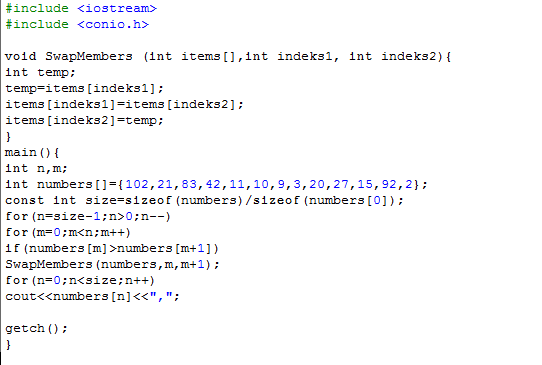 #include <iostream>
#include <conio.h>
void SwapMembers (int items[],int indeks1, int indeks2){
int temp;
temp=items[indeks1];
items[indeks1]=items[indeks2];
items[indeks2]=temp;
}
main(){
int n,m;
int numbers[]={102,21,83,42,11,10,9,3,20,27,15,92,2};
const int size=sizeof(numbers)/sizeof(numbers[0]);
for(n=size-1;n>0;n--)
for(m=0;m<n;m++)
if(numbers[m]>numbers[m+1])
SwapMembers(numbers,m,m+1);
for(n=0;n<size;n++)
cout<<numbers[n]<<",";
getch();
}